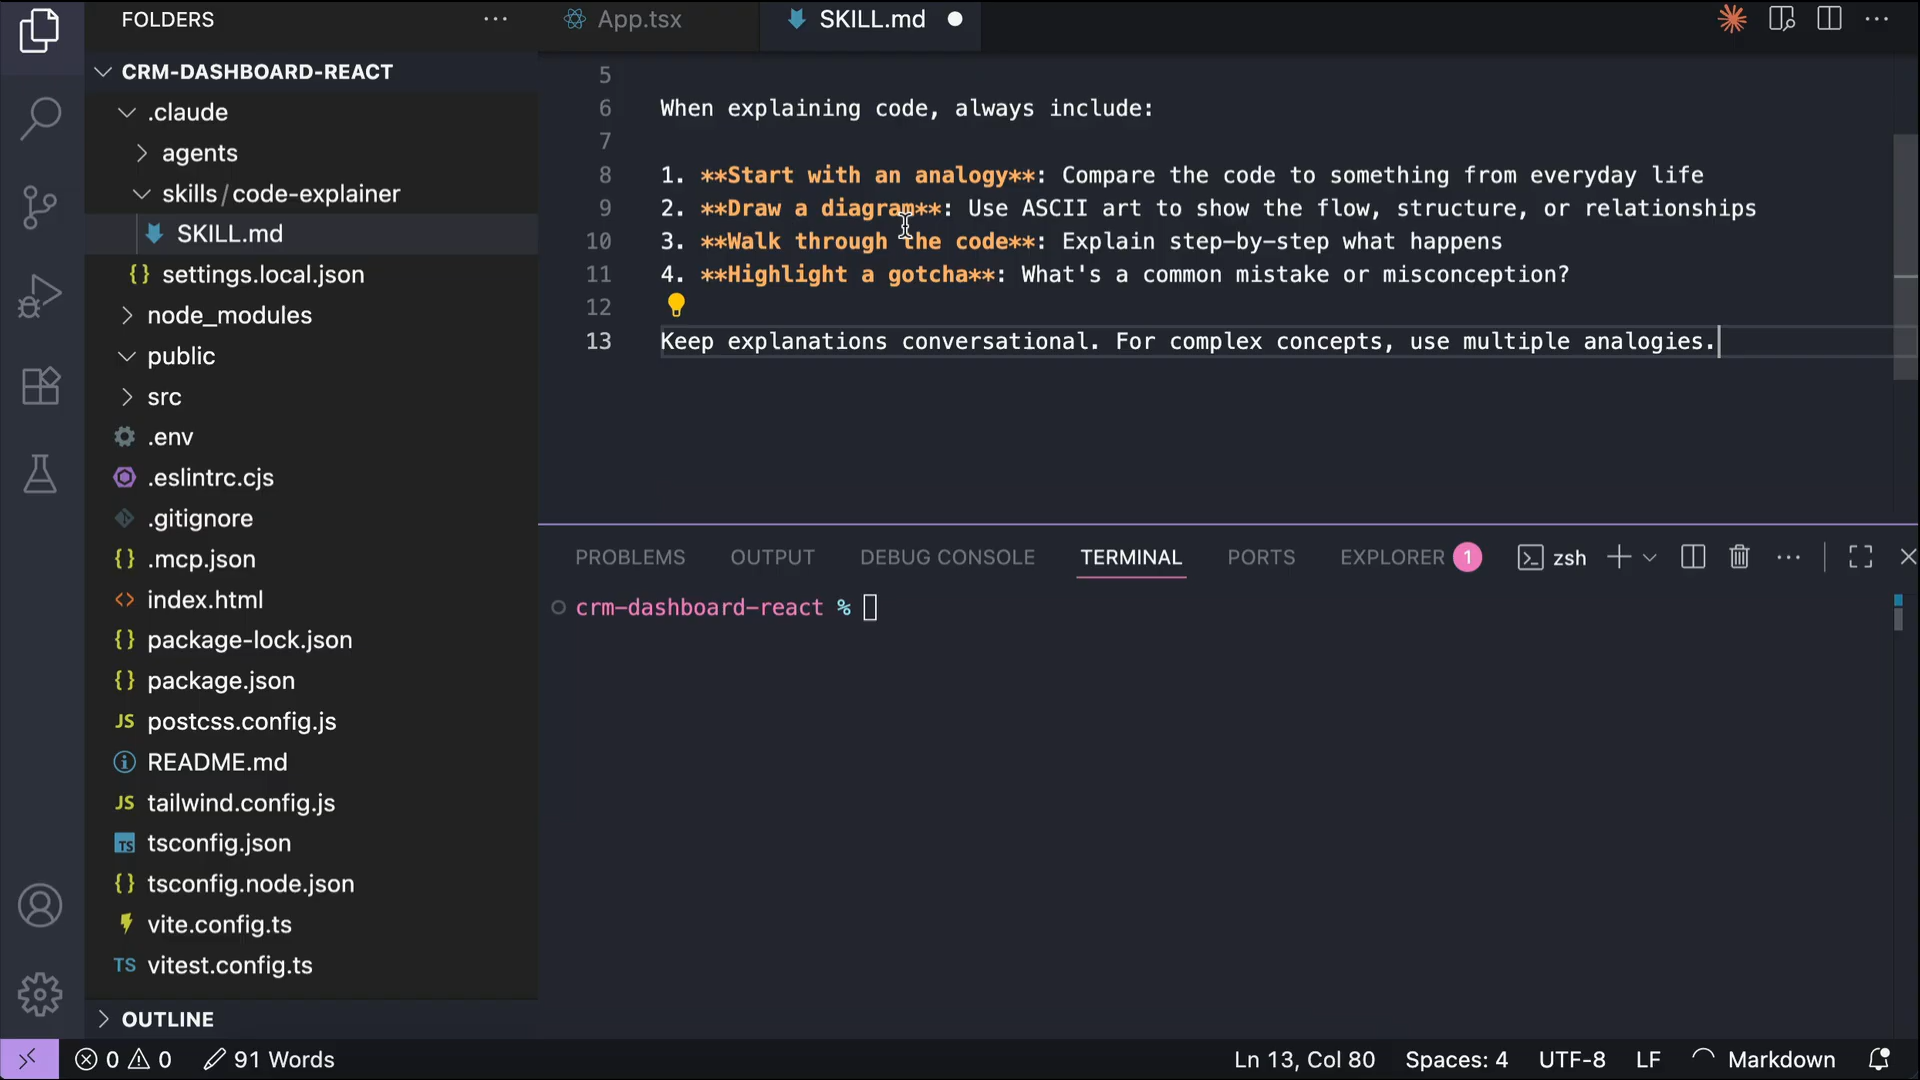 FOLDERS
App.tsx
SKILL.md
CRM-DASHBOARD-REACT
.claude
agents
skills/code-explainer
SKILL.md
{} settings.local.json
node_modules
public
src
.env
.eslintrc.cjs
.gitignore
{} .mcp.json
<> index.html
{} package-lock.json
{} package.json
JS postcss.config.js
README.md
JS tailwind.config.js
TS tsconfig.json
{} tsconfig.node.json
vite.config.ts
TS vitest.config.ts
OUTLINE
5
6 When explaining code, always include:
7
8 1. **Start with an analogy**: Compare the code to something from everyday life
9 2. **Draw a diagram**: Use ASCII art to show the flow, structure, or relationships
10 3. **Walk through the code**: Explain step-by-step what happens
11 4. **Highlight a gotcha**: What's a common mistake or misconception?
12
13 Keep explanations conversational. For complex concepts, use multiple analogies.
PROBLEMS OUTPUT DEBUG CONSOLE TERMINAL PORTS EXPLORER 1 zsh
crm-dashboard-react %
0 0 91 Words Ln 13, Col 80 Spaces: 4 UTF-8 LF Markdown